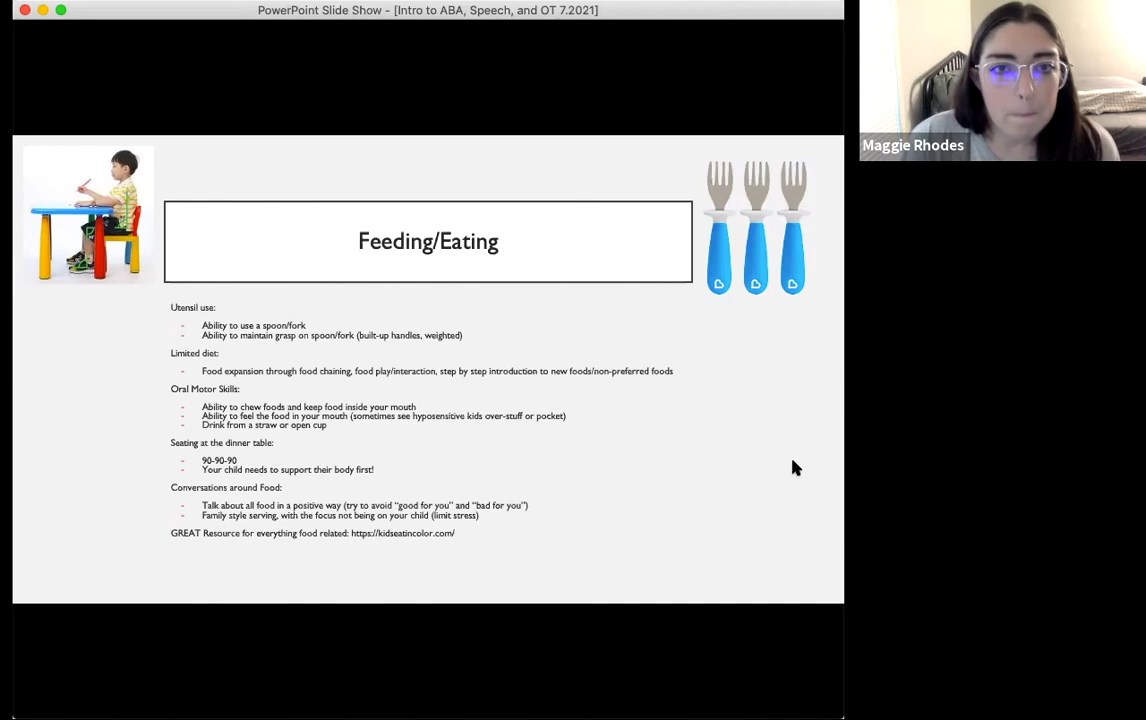 PowerPoint Slide Show - [Intro to ABA, Speech, and OT 7.2021]
Maggie Rhodes
Feeding/Eating
Utensil use:
- Ability to use a spoon/fork
- Ability to maintain grasp on spoon/fork (built-up handles, weighted)
Limited diet:
- Food expansion through food chaining, food play/interaction, step by step introduction to new foods/non-preferred foods
Oral Motor Skills:
- Ability to chew foods and keep food inside your mouth
- Ability to feel the food in your mouth (sometimes see hyposensitive kids over-stuff or pocket)
- Drink from a straw or open cup
Seating at the dinner table:
- 90-90-90
- Your child needs to support their body first!
Conversations around Food:
- Talk about all food in a positive way (try to avoid “good for you” and “bad for you”)
- Family style serving, with the focus not being on your child (limit stress)
GREAT Resource for everything food related: https://kidseatincolor.com/